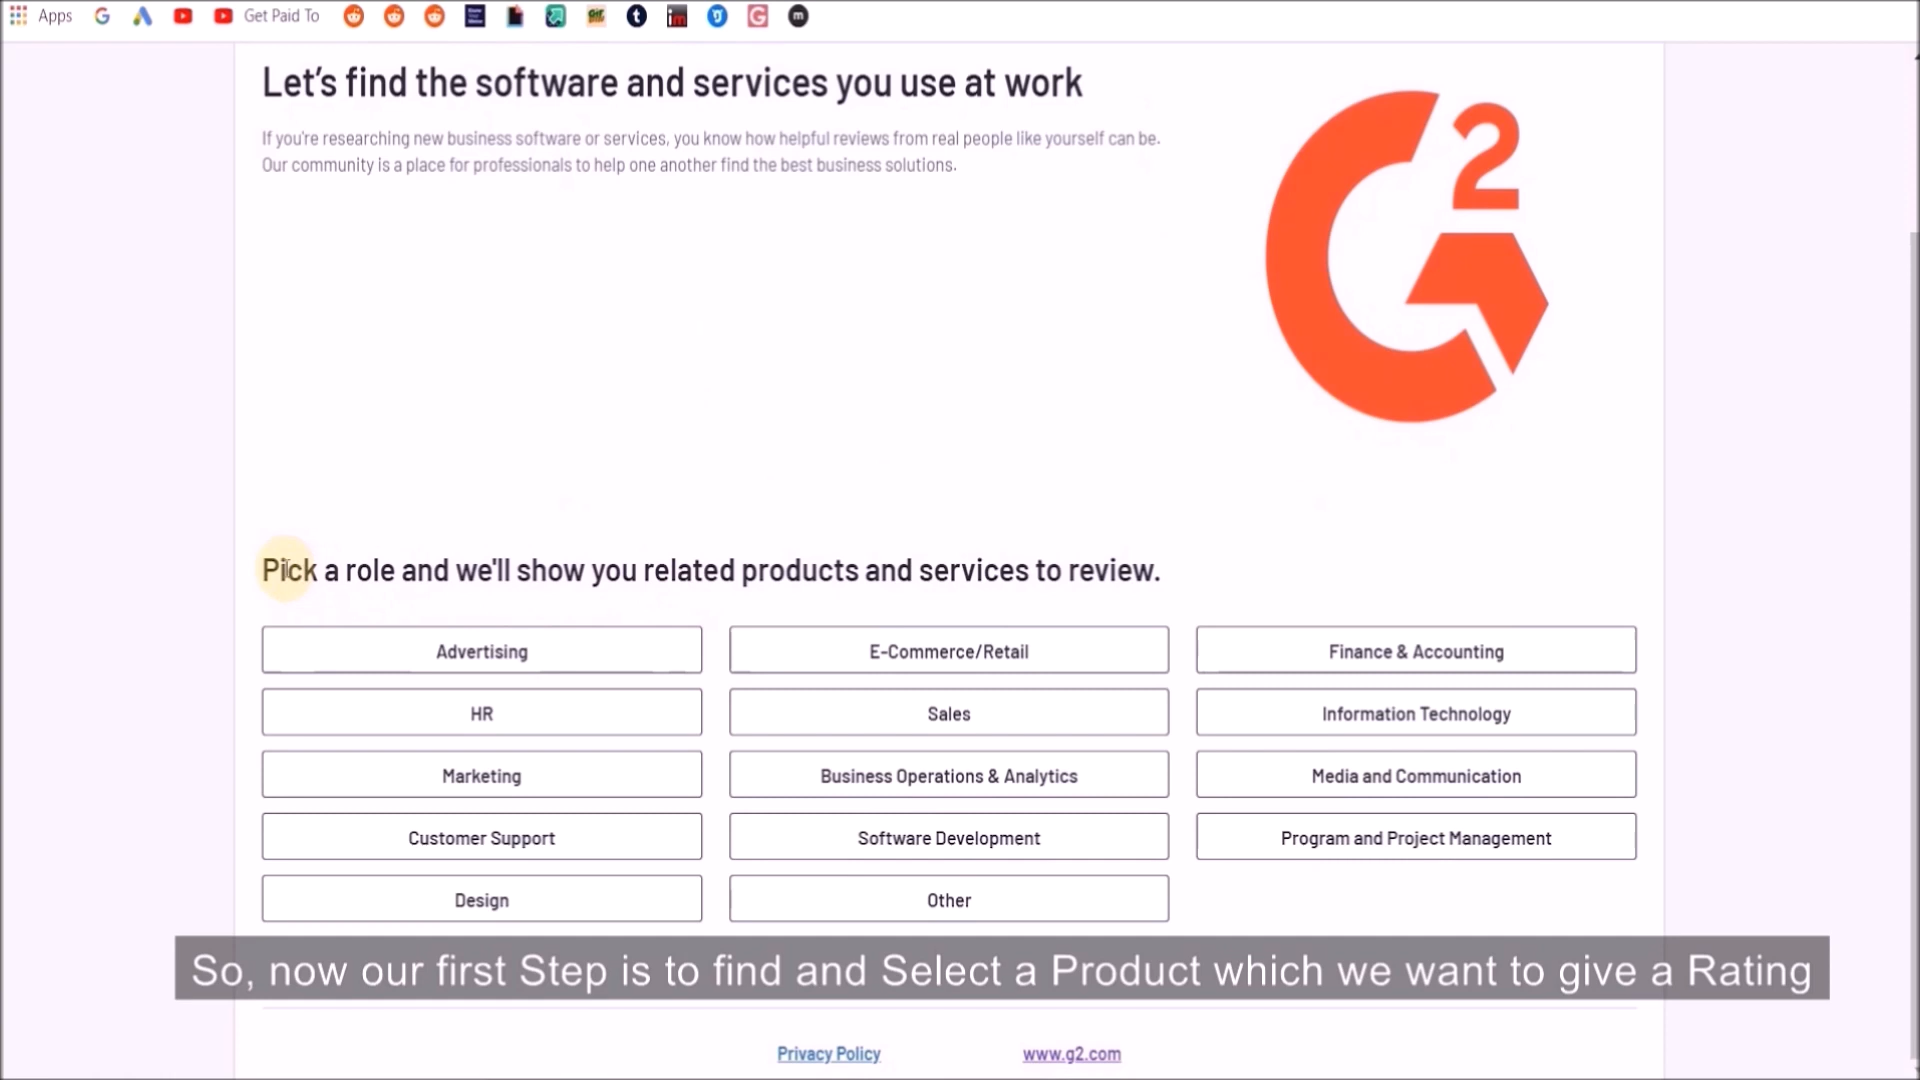 Apps
Get Paid To
Let's find the software and services you use at work
If you're researching new business software or services, you know how helpful reviews from real people like yourself can be.
Our community is a place for professionals to help one another find the best business solutions.
G2
Pick a role and we'll show you related products and services to review.
Advertising
E-Commerce/Retail
Finance & Accounting
HR
Sales
Information Technology
Marketing
Business Operations & Analytics
Media and Communication
Customer Support
Software Development
Program and Project Management
Design
Other
So, now our first Step is to find and Select a Product which we want to give a Rating
Privacy Policy
www.g2.com